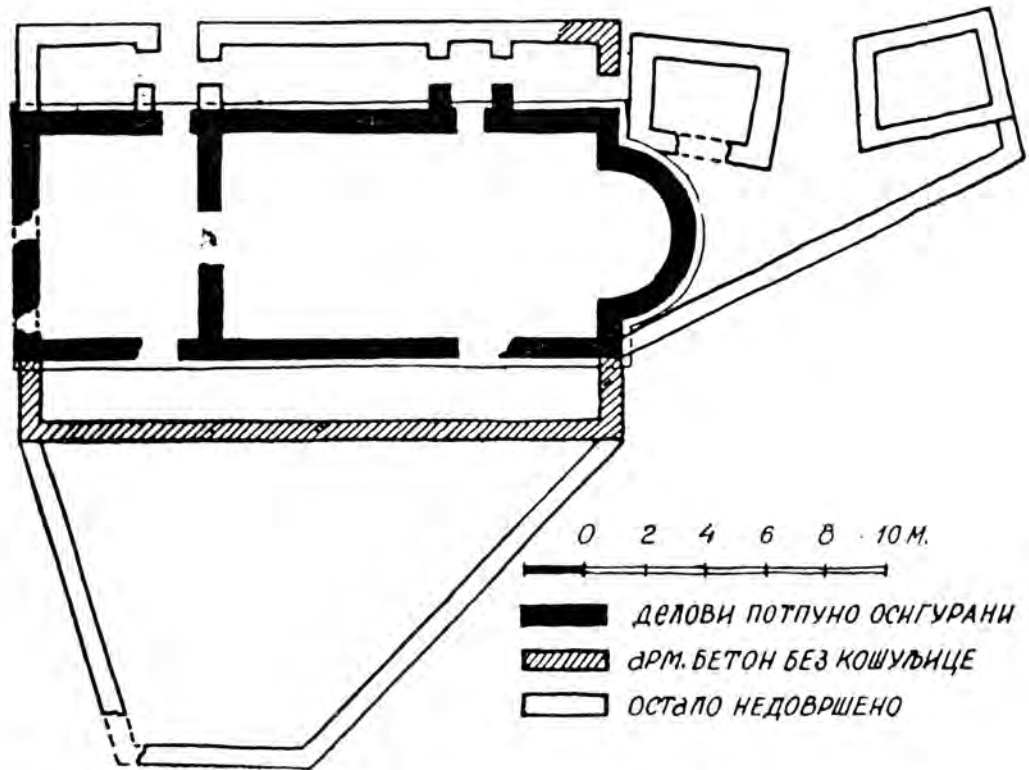 0 2 4 6 8 10 М.
ДЕЛОВИ ПОТПУНО ОСИГУРАНИ
АРМ. БЕТОН БЕЗ КОШУЉИЦЕ
ОСТАЛО НЕДОВРШЕНО